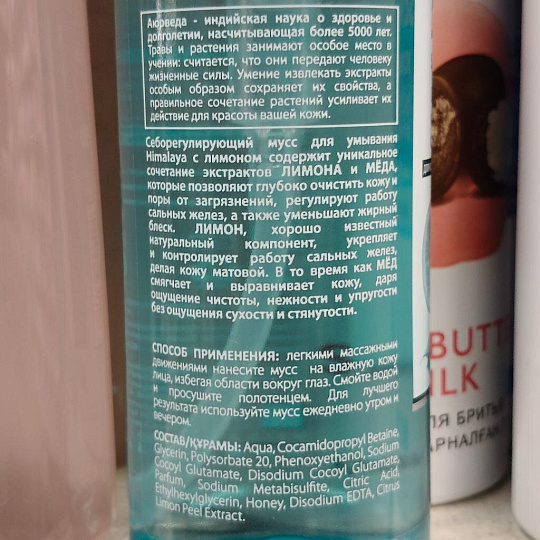 Аюрведа - индийская наука о здоровье и
долголетии, насчитывающая более 5000 лет.
Травы и растения занимают особое место в
учении: считается, что они передают человеку
жизненные силы. Умение извлекать экстракты
особым образом сохраняет их свойства, а
правильное сочетание растений усиливает их
действие для красоты вашей кожи.
Себорегулирующий мусс для умывания
Himalaya с лимоном содержит уникальное
сочетание экстрактов ЛИМОНА и МЁДА,
которые позволяют глубоко очистить кожу и
поры от загрязнений, регулируют работу
сальных желез, а также уменьшают жирный
блеск. ЛИМОН, хорошо известный
натуральный компонент, укрепляет
и контролирует работу сальных желез,
делая кожу матовой. В то время как МЁД
смягчает и выравнивает кожу, даря
ощущение чистоты, нежности и упругости
без ощущения сухости и стянутости.
СПОСОБ ПРИМЕНЕНИЯ: легкими массажными
движениями нанесите мусс на влажную кожу
лица, избегая области вокруг глаз. Смойте водой
и просушите полотенцем. Для лучшего
результата используйте мусс ежедневно утром и
вечером.
СОСТАВ/ҚҰРАМЫ: Aqua, Cocamidopropyl Betaine,
Glycerin, Polysorbate 20, Phenoxyethanol, Sodium
Cocoyl Glutamate, Disodium Cocoyl Glutamate,
Parfum, Sodium Metabisulfite, Citric Acid,
Ethylhexylglycerin, Honey, Disodium EDTA, Citrus
Limon Peel Extract.
BUTT
ILK
ЛЯ БРИТЬ
АРНАЛҒАН